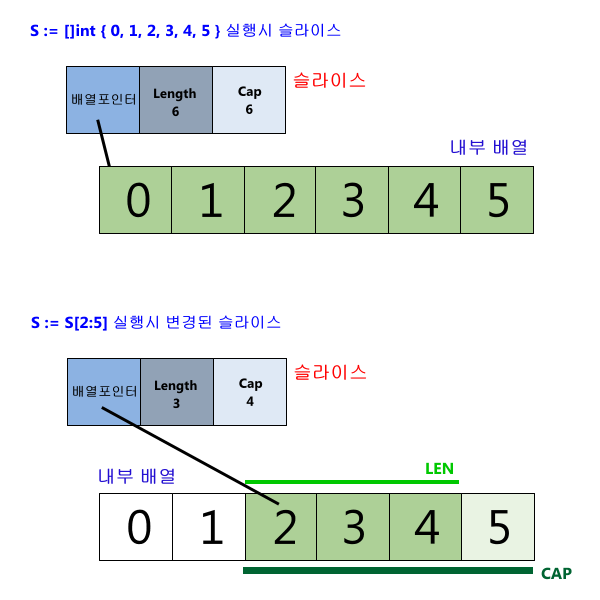 S := []int { 0, 1, 2, 3, 4, 5 } 실행시 슬라이스
배열포인터
Length
6
Cap
6
슬라이스
내부 배열
0 1 2 3 4 5
S := S[2:5] 실행시 변경된 슬라이스
배열포인터
Length
3
Cap
4
슬라이스
LEN
내부 배열
0 1 2 3 4 5
CAP